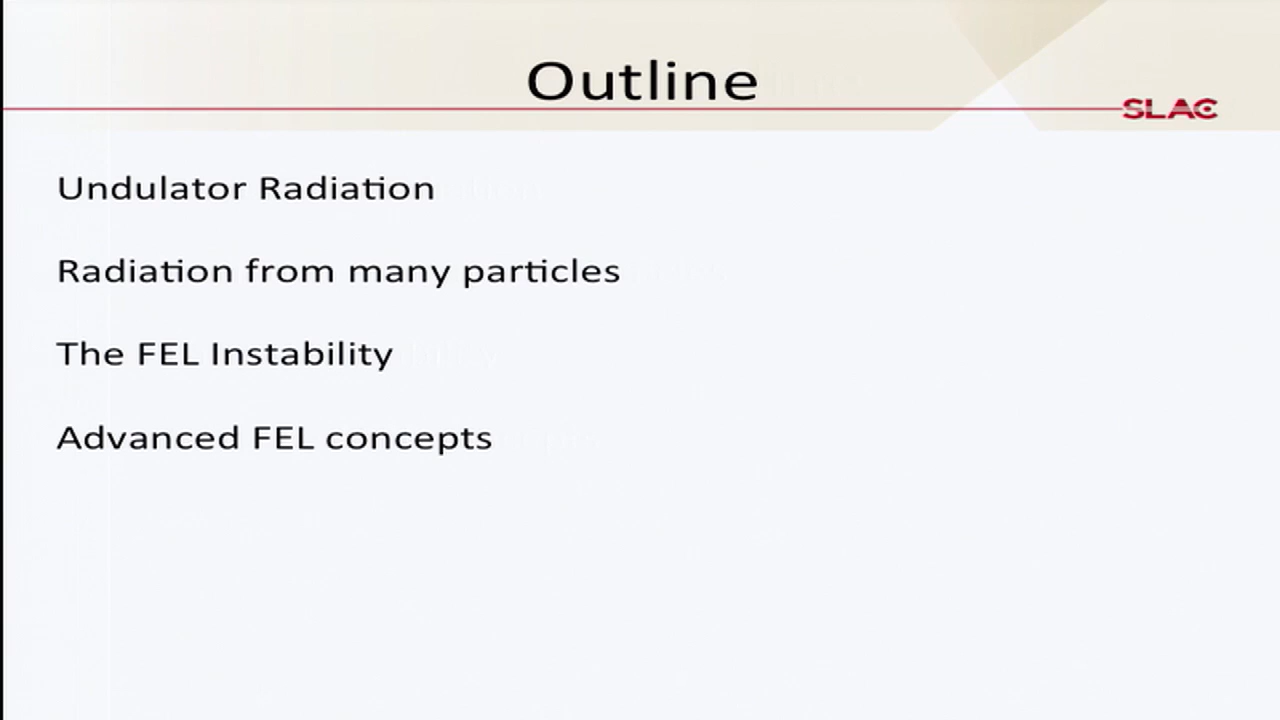 Outline
SLAC
Undulator Radiation
Radiation from many particles
The FEL Instability
Advanced FEL concepts